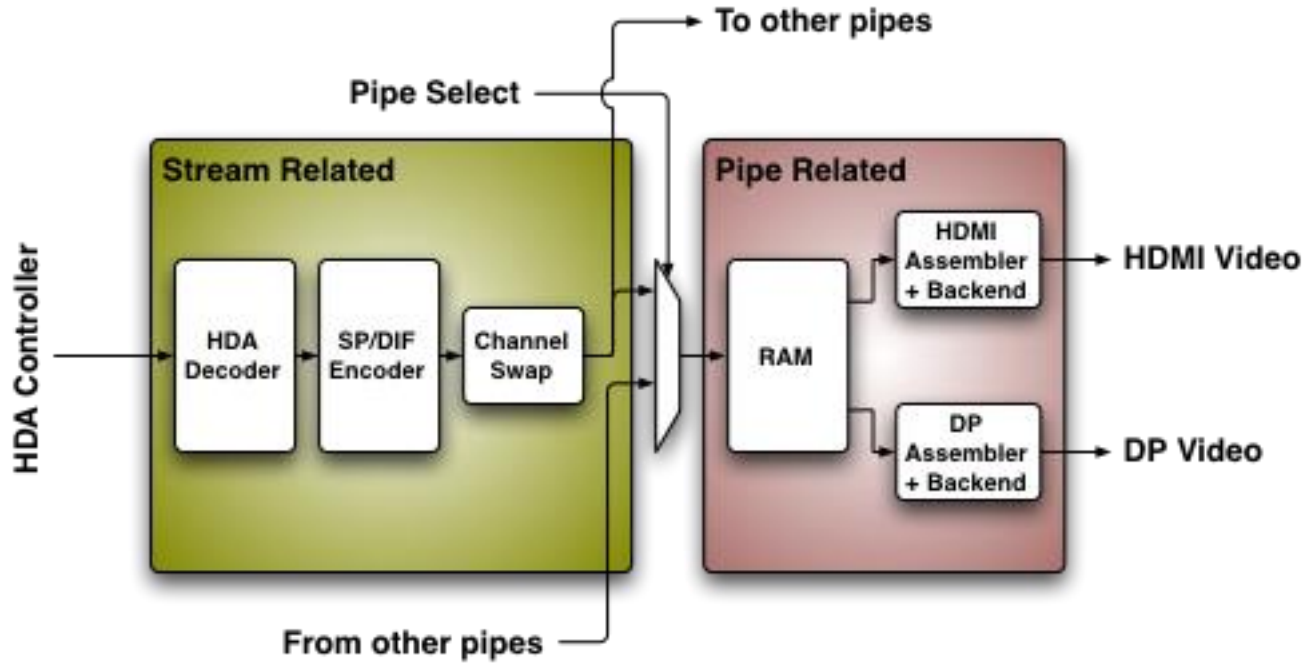 To other pipes
Pipe Select
Stream Related
Pipe Related
HDA Controller
HDA
Decoder
SP/DIF
Encoder
Channel
Swap
RAM
HDMI
Assembler
+ Backend
HDMI Video
DP
Assembler
+ Backend
DP Video
From other pipes